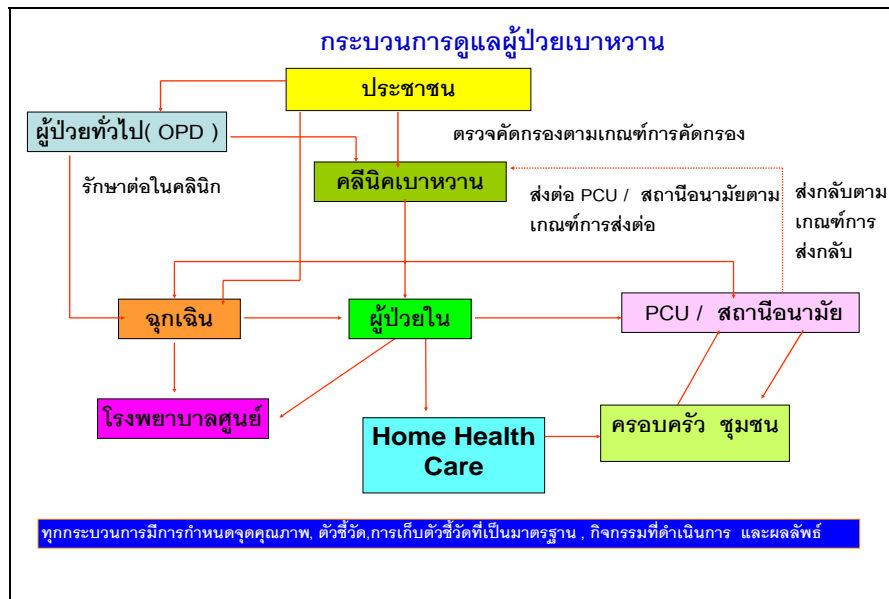 กระบวนการดูแลผู้ป่วยเบาหวาน
ประชาชน
ผู้ป่วยทั่วไป( OPD )
ตรวจคัดกรองตามเกณฑ์การคัดกรอง
รักษาต่อในคลินิก
คลีนิคเบาหวาน
ส่งต่อ PCU / สถานีอนามัยตาม
เกณฑ์การส่งต่อ
ส่งกลับตาม
เกณฑ์การ
ส่งกลับ
ฉุกเฉิน
ผู้ป่วยใน
PCU / สถานีอนามัย
โรงพยาบาลศูนย์
Home Health
Care
ครอบครัว ชุมชน
ทุกกระบวนการมีการกำหนดจุดคุณภาพ, ตัวชี้วัด,การเก็บตัวชี้วัดที่เป็นมาตรฐาน , กิจกรรมที่ดำเนินการ และผลลัพธ์